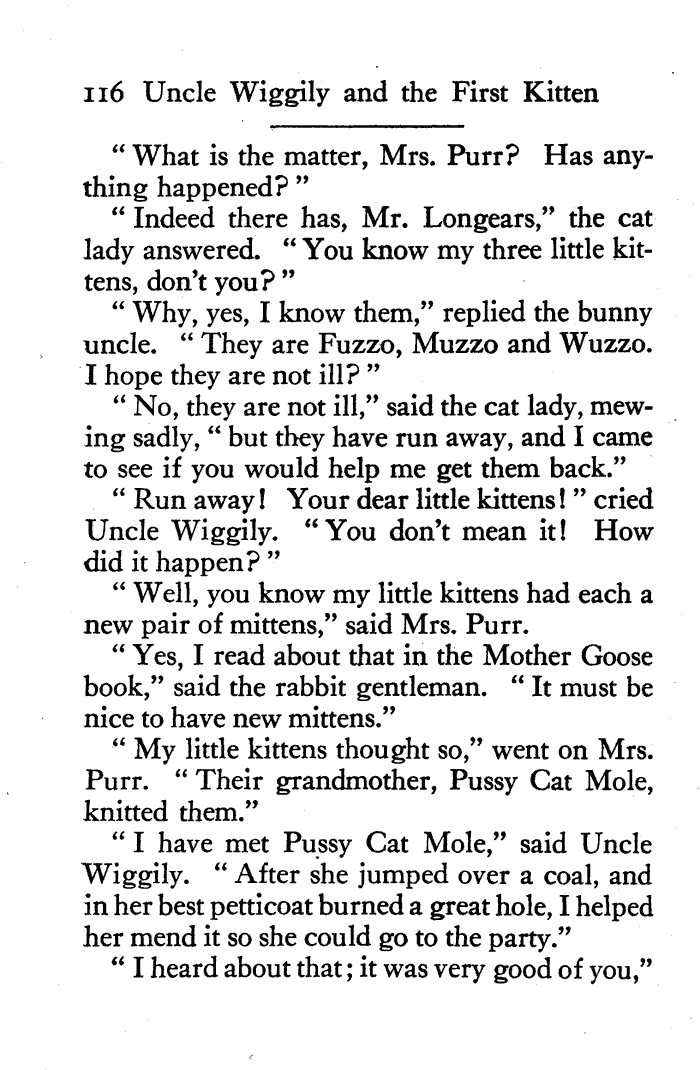 116 Uncle Wiggily and the First Kitten
“ What is the matter, Mrs. Purr? Has any-
thing happened? ”
“ Indeed there has, Mr. Longears,” the cat
lady answered. “ You know my three little kit-
tens, don’t you? ”
“ Why, yes, I know them,” replied the bunny
uncle. “ They are Fuzzo, Muzzo and Wuzzo.
I hope they are not ill? ”
“ No, they are not ill,” said the cat lady, mew-
ing sadly, “ but they have run away, and I came
to see if you would help me get them back.”
“ Run away! Your dear little kittens! ” cried
Uncle Wiggily. “ You don’t mean it! How
did it happen? ”
“ Well, you know my little kittens had each a
new pair of mittens,” said Mrs. Purr.
“ Yes, I read about that in the Mother Goose
book,” said the rabbit gentleman. “ It must be
nice to have new mittens.”
“ My little kittens thought so,” went on Mrs.
Purr. “ Their grandmother, Pussy Cat Mole,
knitted them.”
“ I have met Pussy Cat Mole,” said Uncle
Wiggily. “ After she jumped over a coal, and
in her best petticoat burned a great hole, I helped
her mend it so she could go to the party.”
“ I heard about that; it was very good of you,”